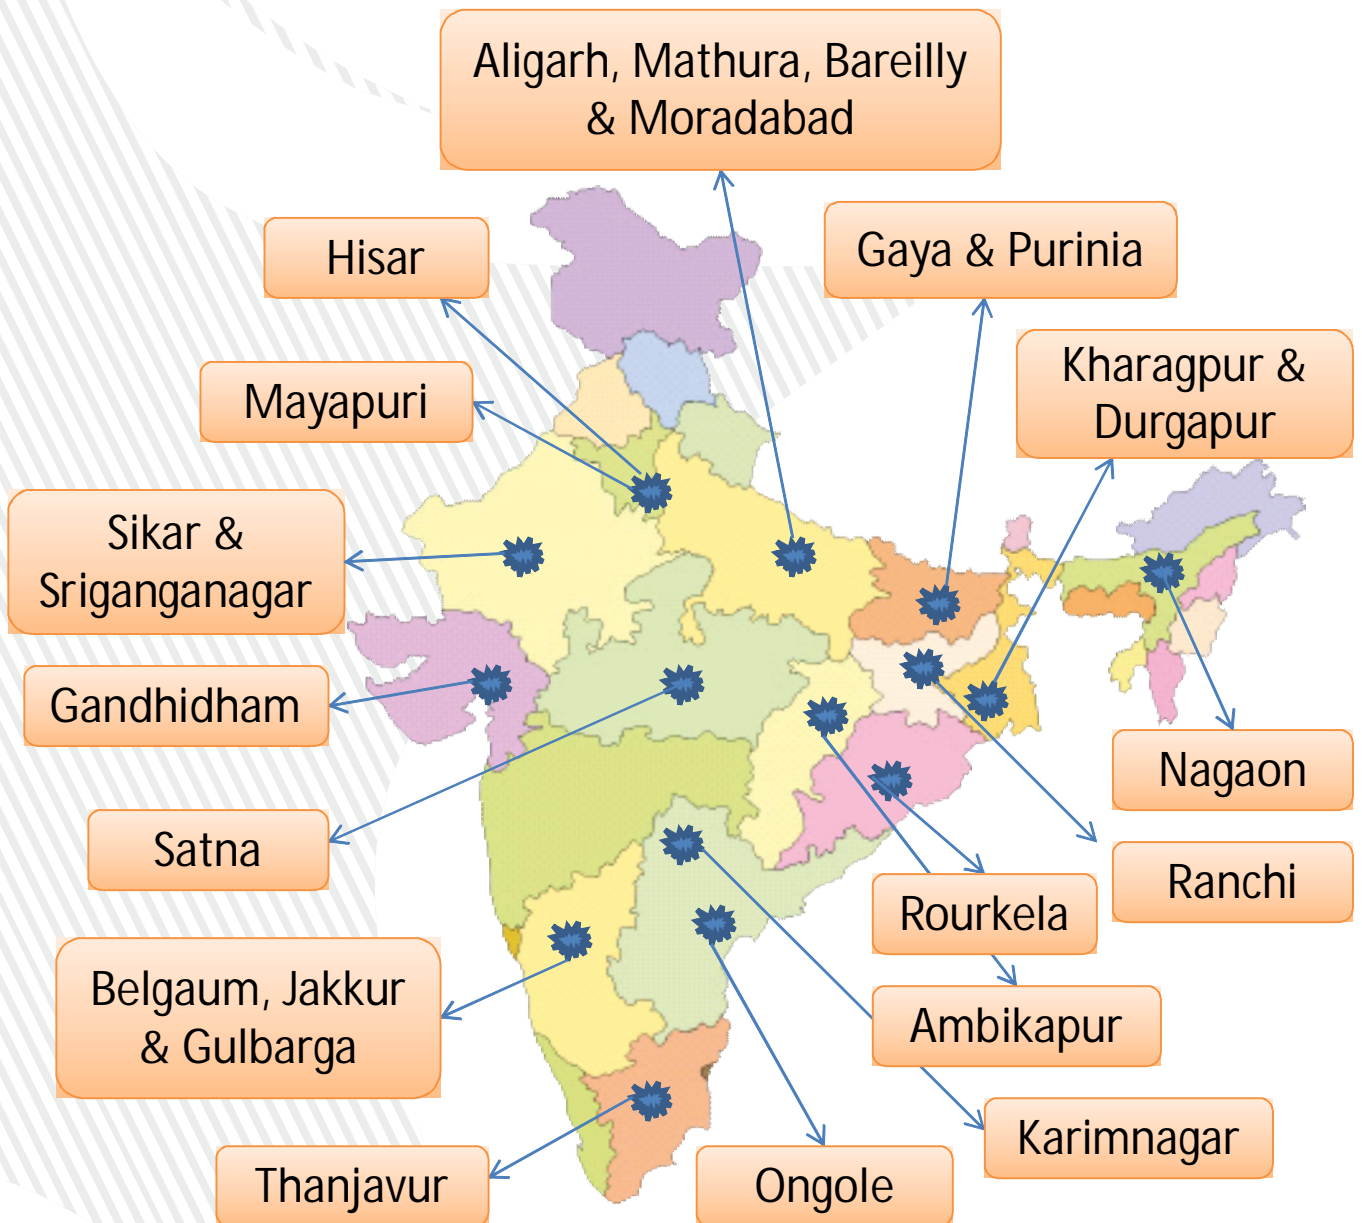 Aligarh, Mathura, Bareilly
& Moradabad
Hisar
Gaya & Purinia
Mayapuri
Kharagpur &
Durgapur
Sikar &
Sriganganagar
Gandhidham
Nagaon
Satna
Ranchi
Rourkela
Belgaum, Jakkur
& Gulbarga
Ambikapur
Karimnagar
Thanjavur
Ongole